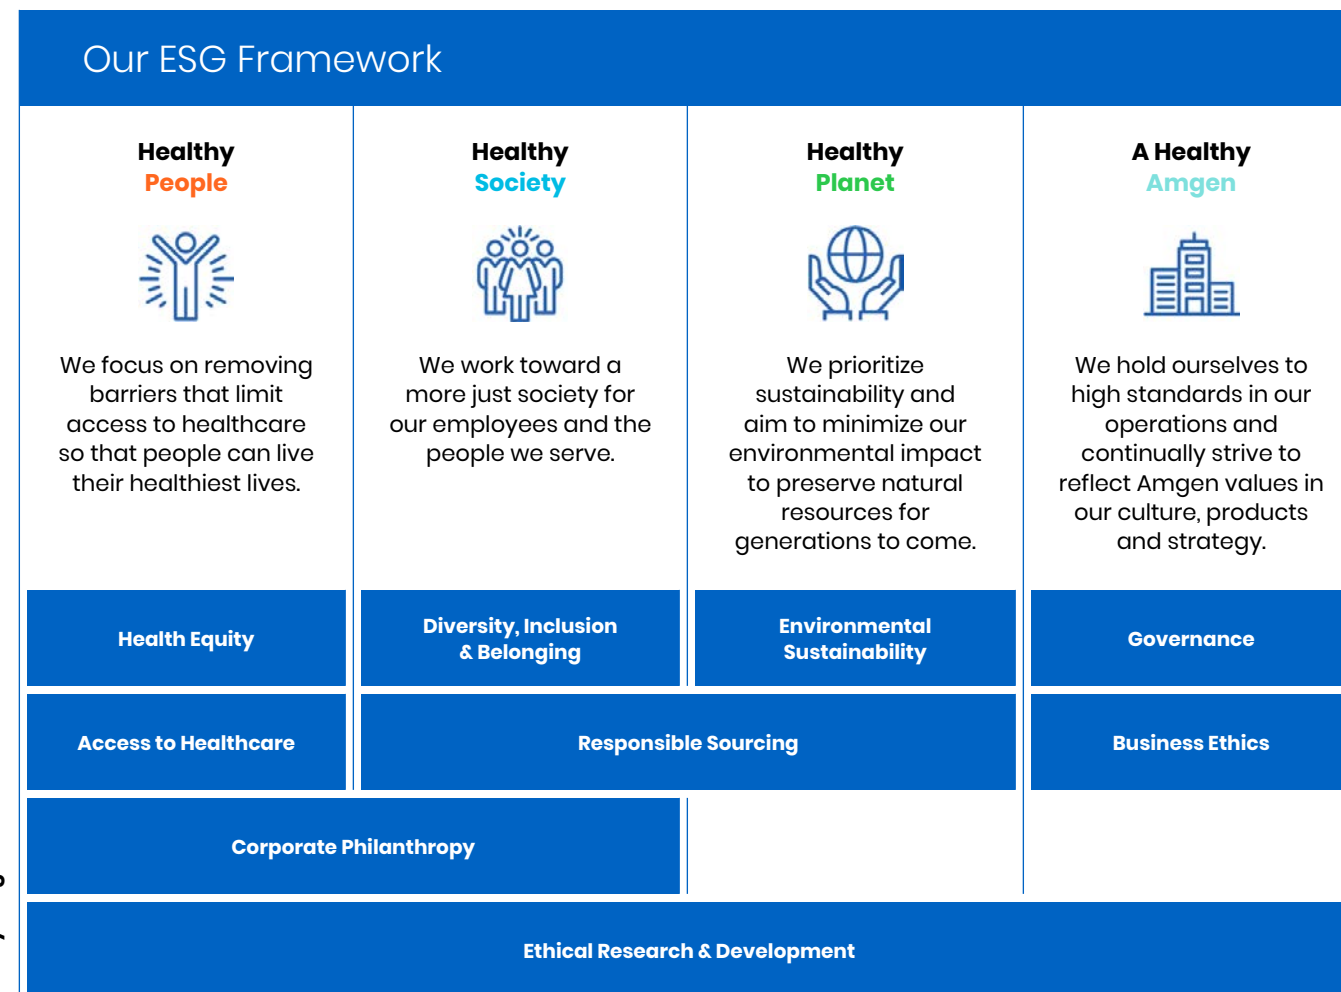 Our ESG Framework
Healthy
People
We focus on removing
barriers that limit
access to healthcare
so that people can live
their healthiest lives.
Healthy
Society
We work toward a
more just society for
our employees and the
people we serve.
Healthy
Planet
We prioritize
sustainability and
aim to minimize our
environmental impact
to preserve natural
resources for
generations to come.
A Healthy
Amgen
We hold ourselves to
high standards in our
operations and
continually strive to
reflect Amgen values in
our culture, products
and strategy.
Health Equity
Diversity, Inclusion
& Belonging
Environmental
Sustainability
Governance
Access to Healthcare
Responsible Sourcing
Business Ethics
Corporate Philanthropy
Ethical Research & Development